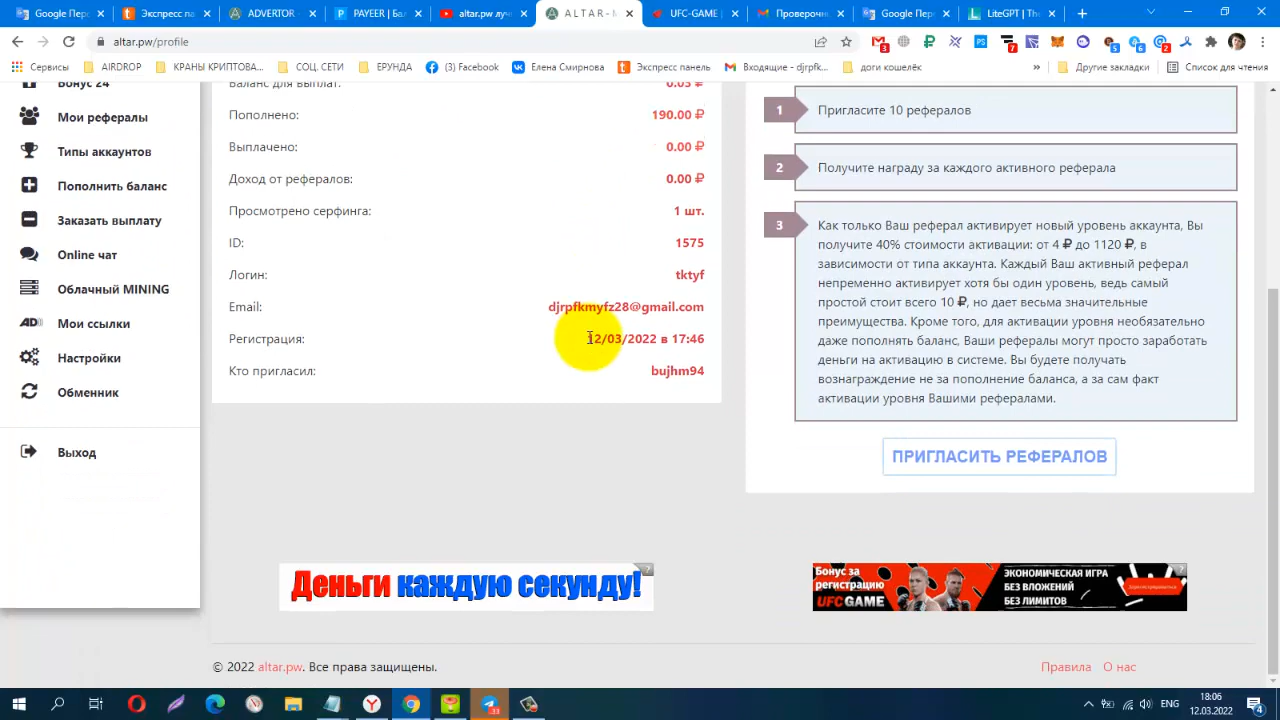 Google Пере
Экспресс па
ADVERTOR -
PAYEER | Бал
altar.pw луч
A L T A R - M
UFC-GAME |
Проверочн
Google Пере
LiteGPT | The
altar.pw/profile
Сервисы
AIRDROP
КРАНЫ КРИПТОВА...
СОЦ. СЕТИ
ЕРУНДА
(3) Facebook
Елена Смирнова
Экспресс панель
Входящие - djrpfk...
доги кошелёк
»
Другие закладки
Список для чтения
Бонус 24
Мои рефералы
Типы аккаунтов
Пополнить баланс
Заказать выплату
Online чат
Облачный MINING
Мои ссылки
Настройки
Обменник
Выход
Баланс для выплат: 0.03 ₽
Пополнено: 190.00 ₽
Выплачено: 0.00 ₽
Доход от рефералов: 0.00 ₽
Просмотрено серфинга: 1 шт.
ID: 1575
Логин: tktyf
Email: djrpfkmyfz28@gmail.com
Регистрация: 12/03/2022 в 17:46
Кто пригласил: bujhm94
1 Пригласите 10 рефералов
2 Получите награду за каждого активного реферала
3 Как только Ваш реферал активирует новый уровень аккаунта, Вы
получите 40% стоимости активации: от 4 ₽ до 1120 ₽, в
зависимости от типа аккаунта. Каждый Ваш активный реферал
непременно активирует хотя бы один уровень, ведь самый
простой стоит всего 10 ₽, но дает весьма значительные
преимущества. Кроме того, для активации уровня необязательно
даже пополнять баланс, Ваши рефералы могут просто заработать
деньги на активацию в системе. Вы будете получать
вознаграждение не за пополнение баланса, а за сам факт
активации уровня Вашими рефералами.
ПРИГЛАСИТЬ РЕФЕРАЛОВ
Деньги каждую секунду!
Бонус за
регистрацию
UFC GAME
ЭКОНОМИЧЕСКАЯ ИГРА
БЕЗ ВЛОЖЕНИЙ
БЕЗ ЛИМИТОВ
© 2022 altar.pw. Все права защищены.
Правила О нас
18:06
ENG
12.03.2022